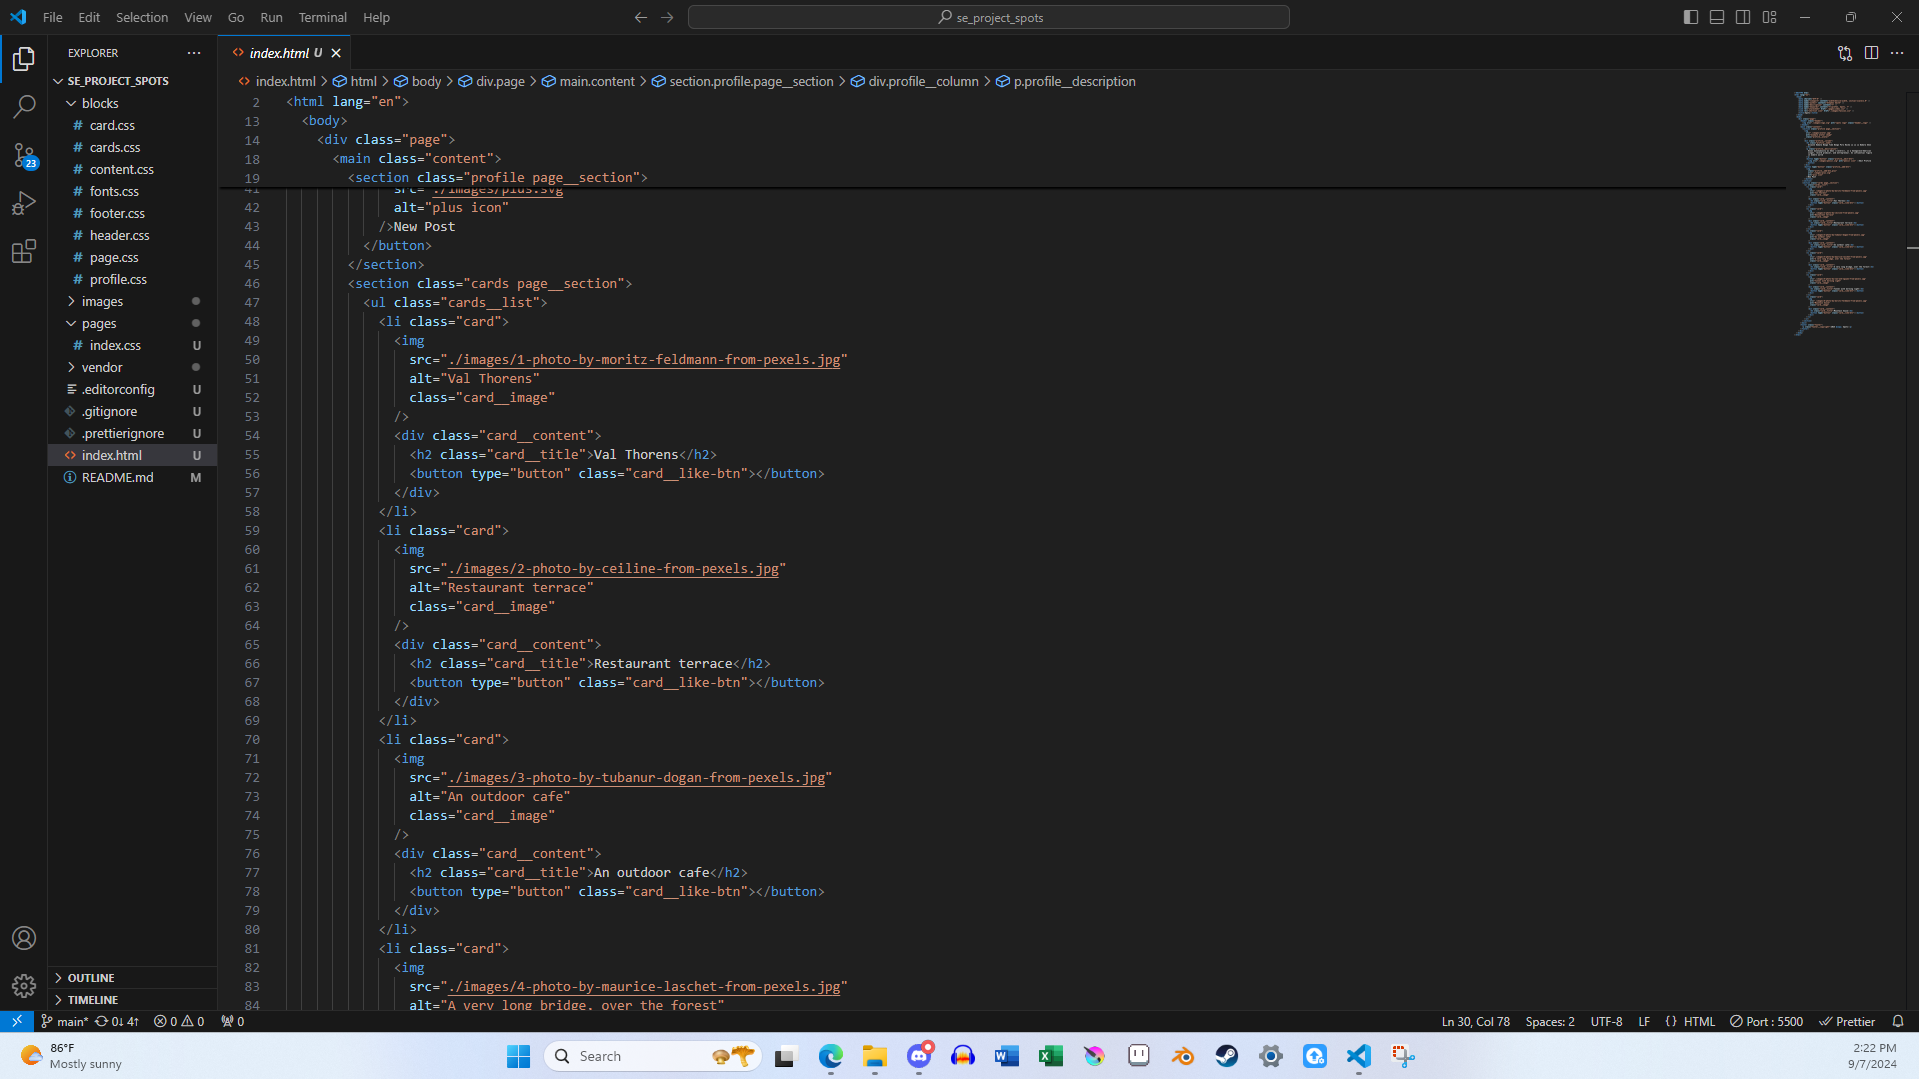 File Edit Selection View Go Run Terminal Help
se_project_spots
EXPLORER
SE_PROJECT_SPOTS
blocks
# card.css
# cards.css
# content.css
# fonts.css
# footer.css
# header.css
# page.css
# profile.css
images
pages
# index.css U
vendor
.editorconfig U
.gitignore U
.prettierignore U
<> index.html U
README.md M
OUTLINE
TIMELINE
23
<> index.html U
<> index.html > html > body > div.page > main.content > section.profile.page__section > div.profile__column > p.profile__description
2 <html lang="en">
13 <body>
14 <div class="page">
18 <main class="content">
19 <section class="profile page__section">
41 src="./images/plus.svg
42 alt="plus icon"
43 />New Post
44 </button>
45 </section>
46 <section class="cards page__section">
47 <ul class="cards__list">
48 <li class="card">
49 <img
50 src="./images/1-photo-by-moritz-feldmann-from-pexels.jpg"
51 alt="Val Thorens"
52 class="card__image"
53 />
54 <div class="card__content">
55 <h2 class="card__title">Val Thorens</h2>
56 <button type="button" class="card__like-btn"></button>
57 </div>
58 </li>
59 <li class="card">
60 <img
61 src="./images/2-photo-by-ceiline-from-pexels.jpg"
62 alt="Restaurant terrace"
63 class="card__image"
64 />
65 <div class="card__content">
66 <h2 class="card__title">Restaurant terrace</h2>
67 <button type="button" class="card__like-btn"></button>
68 </div>
69 </li>
70 <li class="card">
71 <img
72 src="./images/3-photo-by-tubanur-dogan-from-pexels.jpg"
73 alt="An outdoor cafe"
74 class="card__image"
75 />
76 <div class="card__content">
77 <h2 class="card__title">An outdoor cafe</h2>
78 <button type="button" class="card__like-btn"></button>
79 </div>
80 </li>
81 <li class="card">
82 <img
83 src="./images/4-photo-by-maurice-laschet-from-pexels.jpg"
84 alt="A very long bridge, over the forest"
main* 0↓ 4↑ 0 0 0
Ln 30, Col 78 Spaces: 2 UTF-8 LF {} HTML Port : 5500 Prettier
86°F
Mostly sunny
Search
2:22 PM
9/7/2024